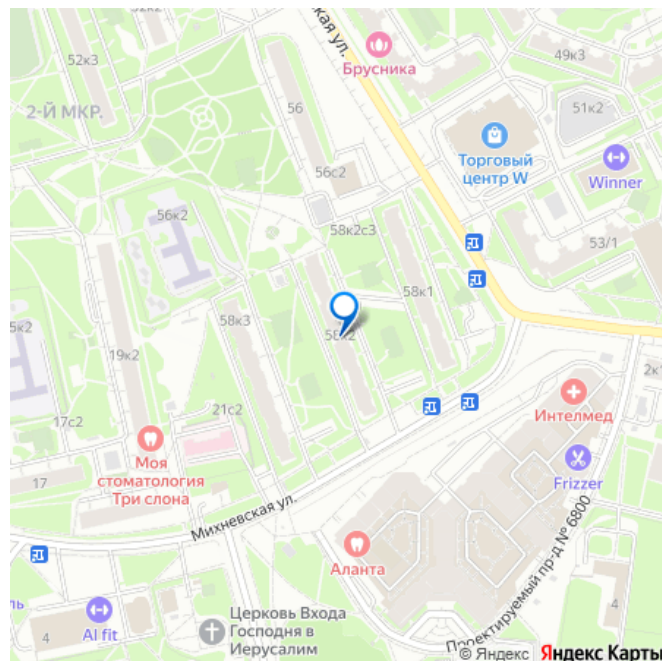 52к3
2-Й МКР.
56
56с2
56к2
58к2с3
58к1
58к3
19к2
17с2
17
21с2
Моя
стоматология
Три слона
Михневская ул.
ская ул.
Брусника
49к3
51к2
Торговый
центр W
Winner
53/1
Интелмед
Frizzer
Проектируемый пр-д № 6800
Аланта
Церковь Входа
Господня в
Иерусалим
Al fit
4
4
© Яндекс Яндекс Карты